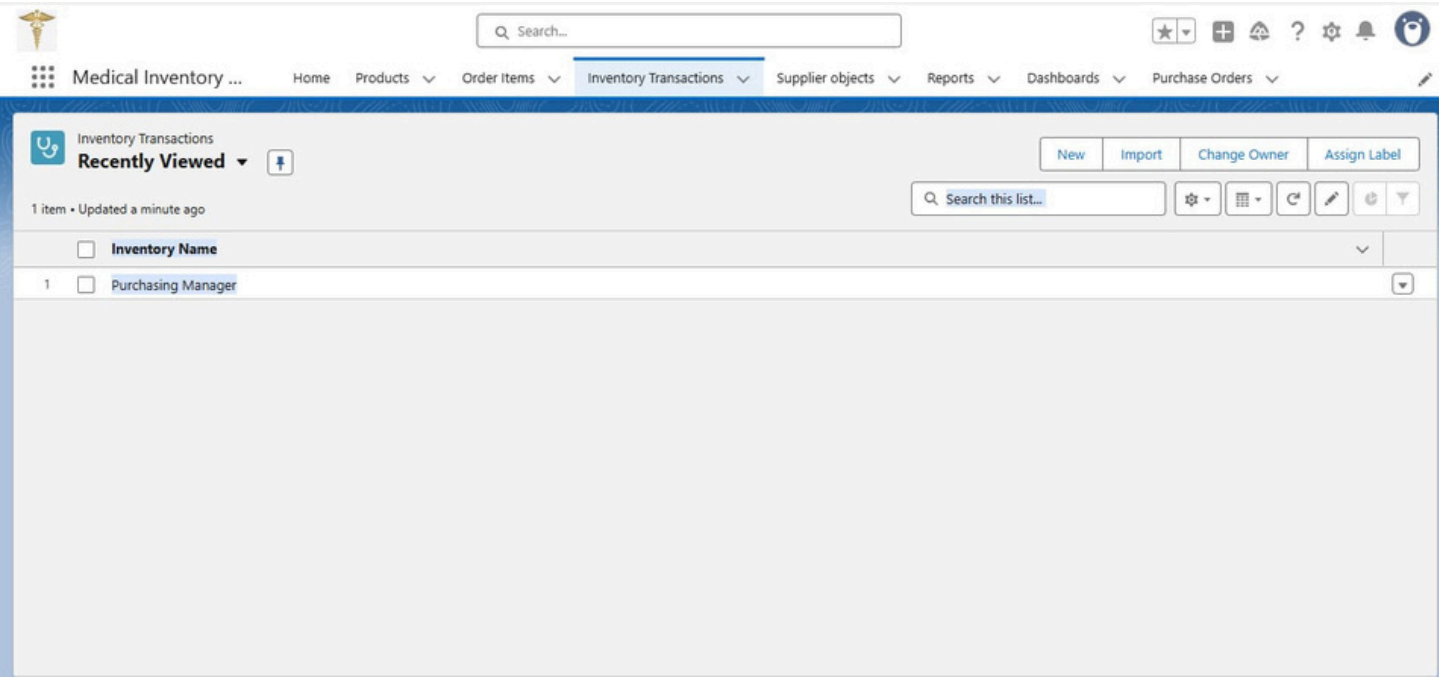 Search...
Medical Inventory ... Home Products Order Items Inventory Transactions Supplier objects Reports Dashboards Purchase Orders
Inventory Transactions
Recently Viewed
New Import Change Owner Assign Label
1 item • Updated a minute ago
Search this list...
Inventory Name
1 Purchasing Manager